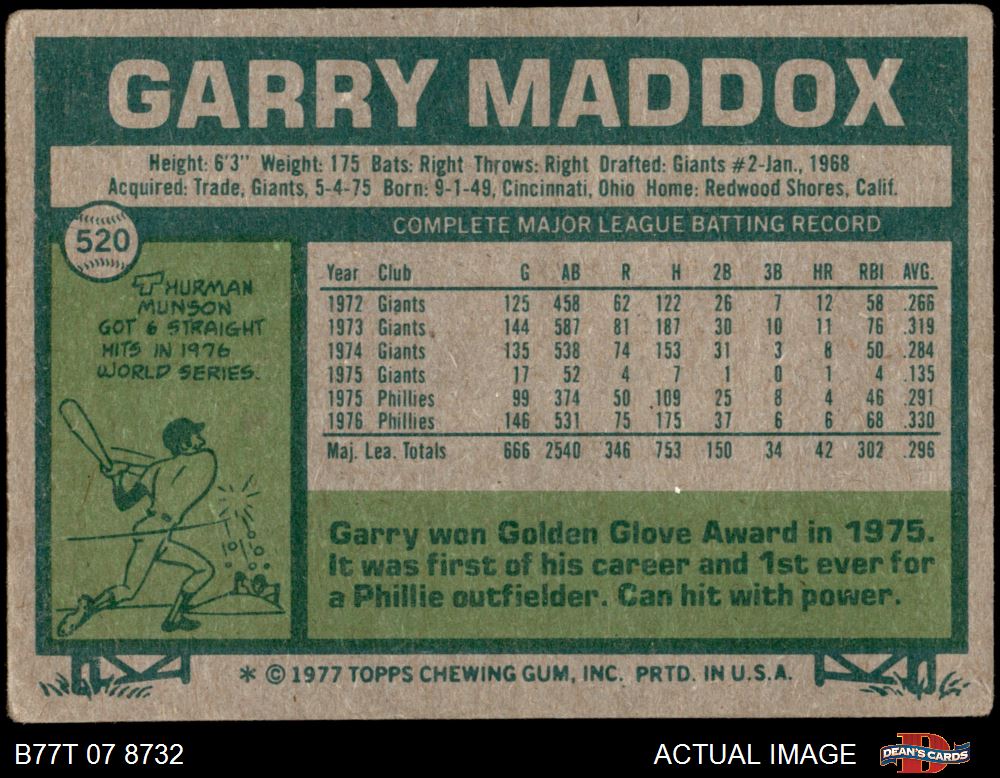 GARRY MADDOX
Height: 6'3" Weight: 175 Bats: Right Throws: Right Drafted: Giants #2-Jan., 1968
Acquired: Trade, Giants, 5-4-75 Born: 9-1-49, Cincinnati, Ohio Home: Redwood Shores, Calif.
520
THURMAN
MUNSON
GOT 6 STRAIGHT
HITS IN 1976
WORLD SERIES.
COMPLETE MAJOR LEAGUE BATTING RECORD
Year Club G AB R H 2B 3B HR RBI AVG.
1972 Giants 125 458 62 122 26 7 12 58 .266
1973 Giants 144 587 81 187 30 10 11 76 .319
1974 Giants 135 538 74 153 31 3 8 50 .284
1975 Giants 17 52 4 7 1 0 1 4 .135
1975 Phillies 99 374 50 109 25 8 4 46 .291
1976 Phillies 146 531 75 175 37 6 6 68 .330
Maj. Lea. Totals 666 2540 346 753 150 34 42 302 .296
Garry won Golden Glove Award in 1975.
It was first of his career and 1st ever for
a Phillie outfielder. Can hit with power.
* © 1977 TOPPS CHEWING GUM, INC. PRTD. IN U.S.A.
B77T 07 8732
ACTUAL IMAGE
DEAN'S CARDS